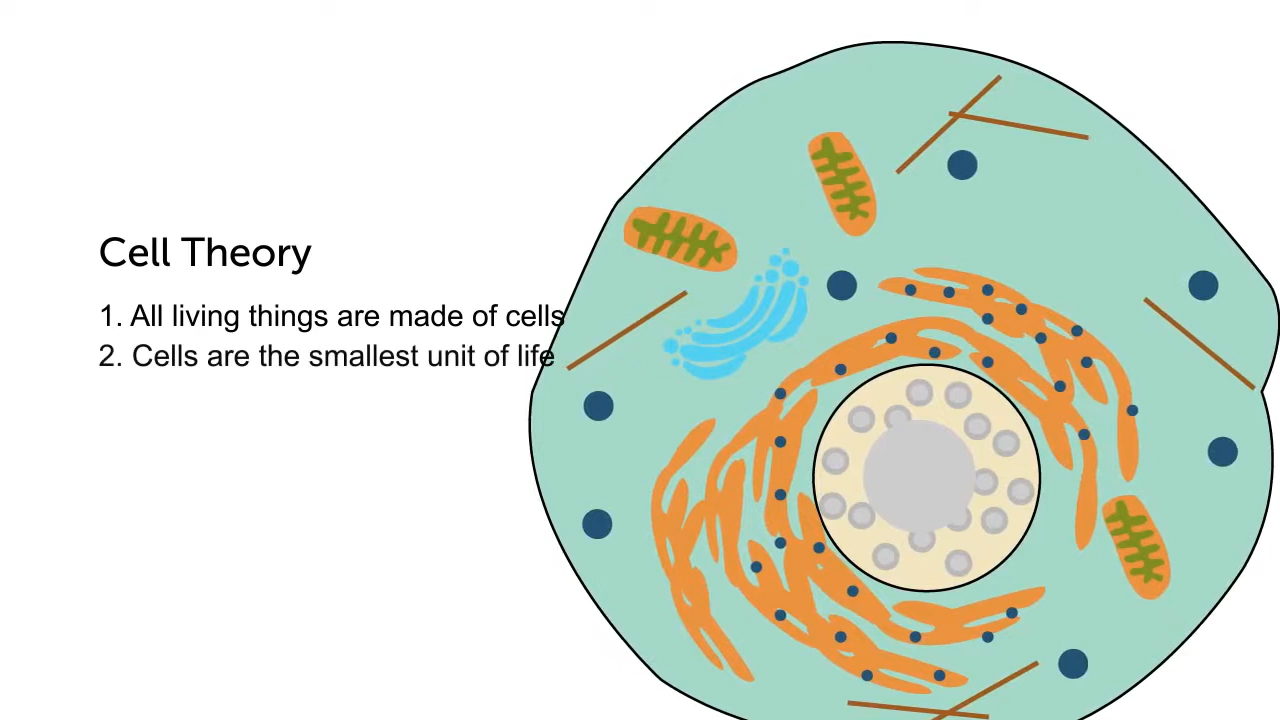 Cell Theory
1. All living things are made of cells
2. Cells are the smallest unit of life